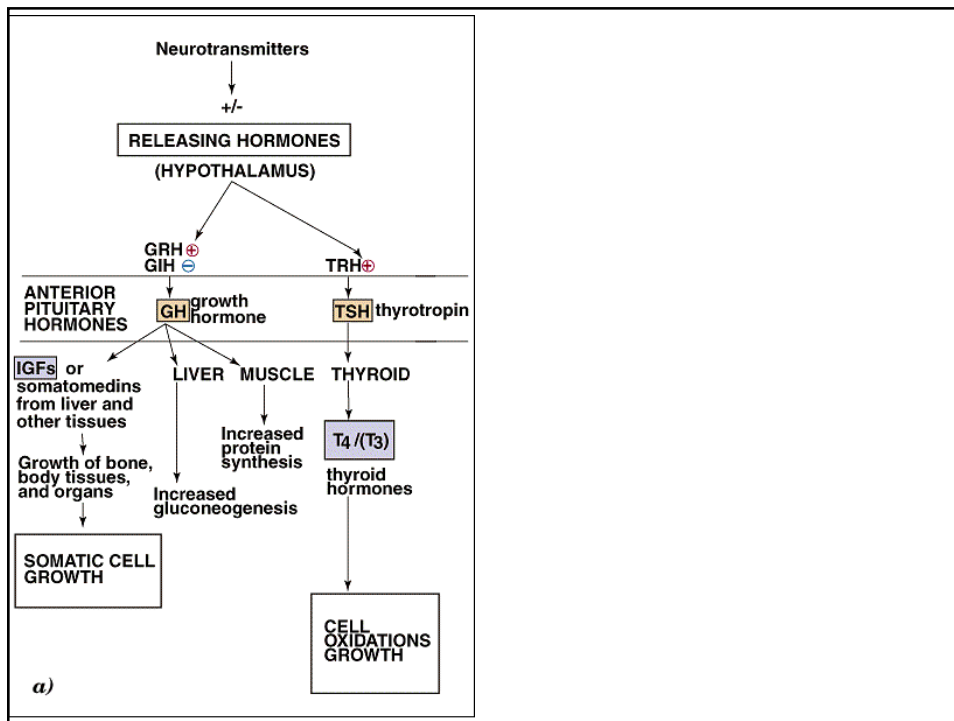 Neurotransmitters
+/-
RELEASING HORMONES
(HYPOTHALAMUS)
GRH ⊕
GIH ⊖
TRH ⊕
ANTERIOR
PITUITARY
HORMONES
GH growth
hormone
TSH thyrotropin
IGFs or
somatomedins
from liver and
other tissues
LIVER
MUSCLE
THYROID
Growth of bone,
body tissues,
and organs
Increased
gluconeogenesis
Increased
protein
synthesis
T4 /(T3)
thyroid
hormones
SOMATIC CELL
GROWTH
CELL
OXIDATIONS
GROWTH
a)